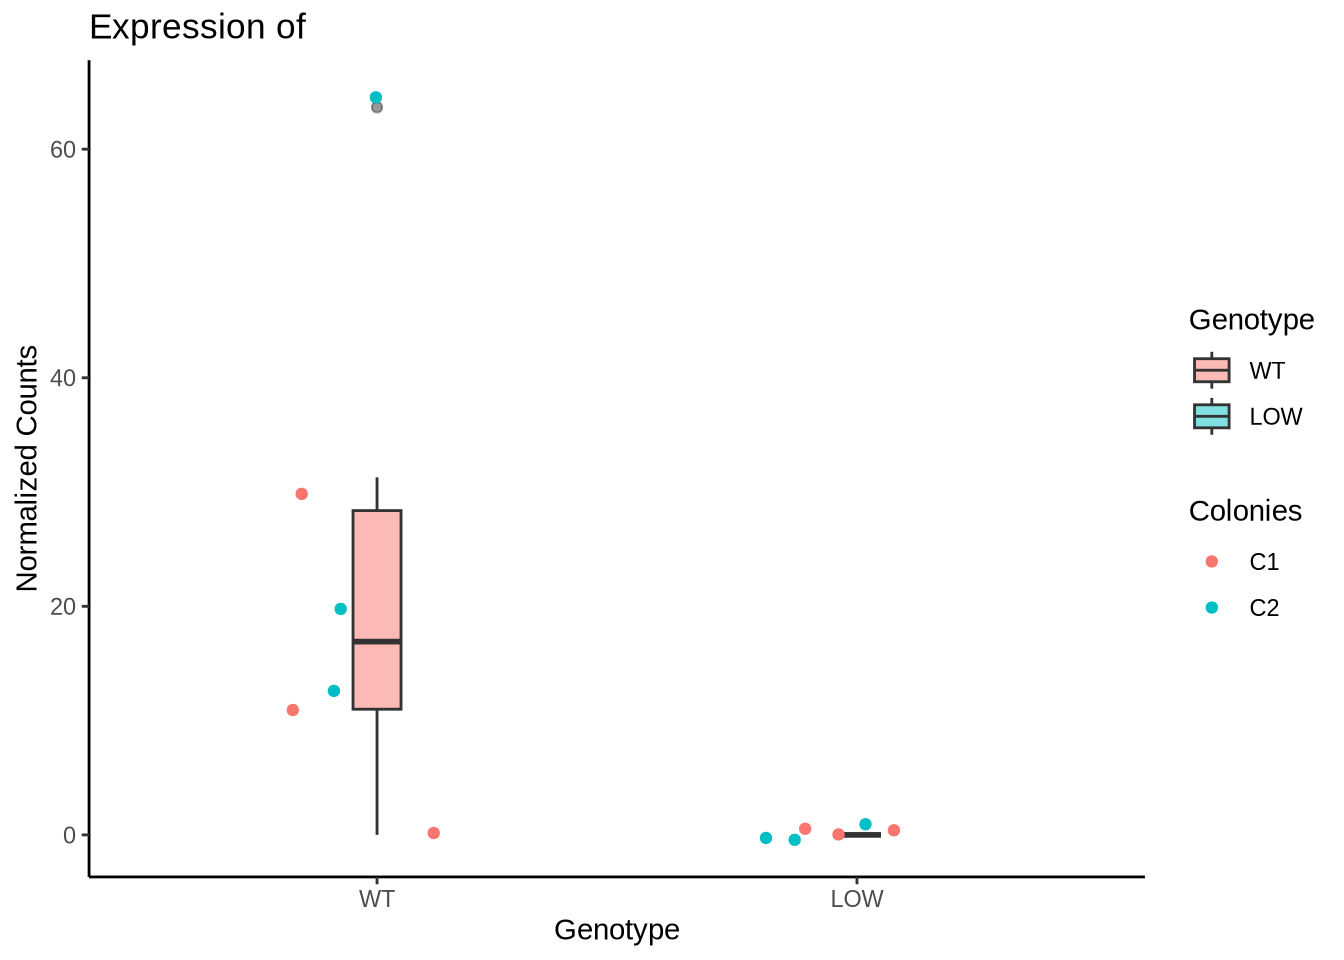 Expression of
60
40
20
0
Normalized Counts
WT
LOW
Genotype
Genotype
WT
LOW
Colonies
C1
C2